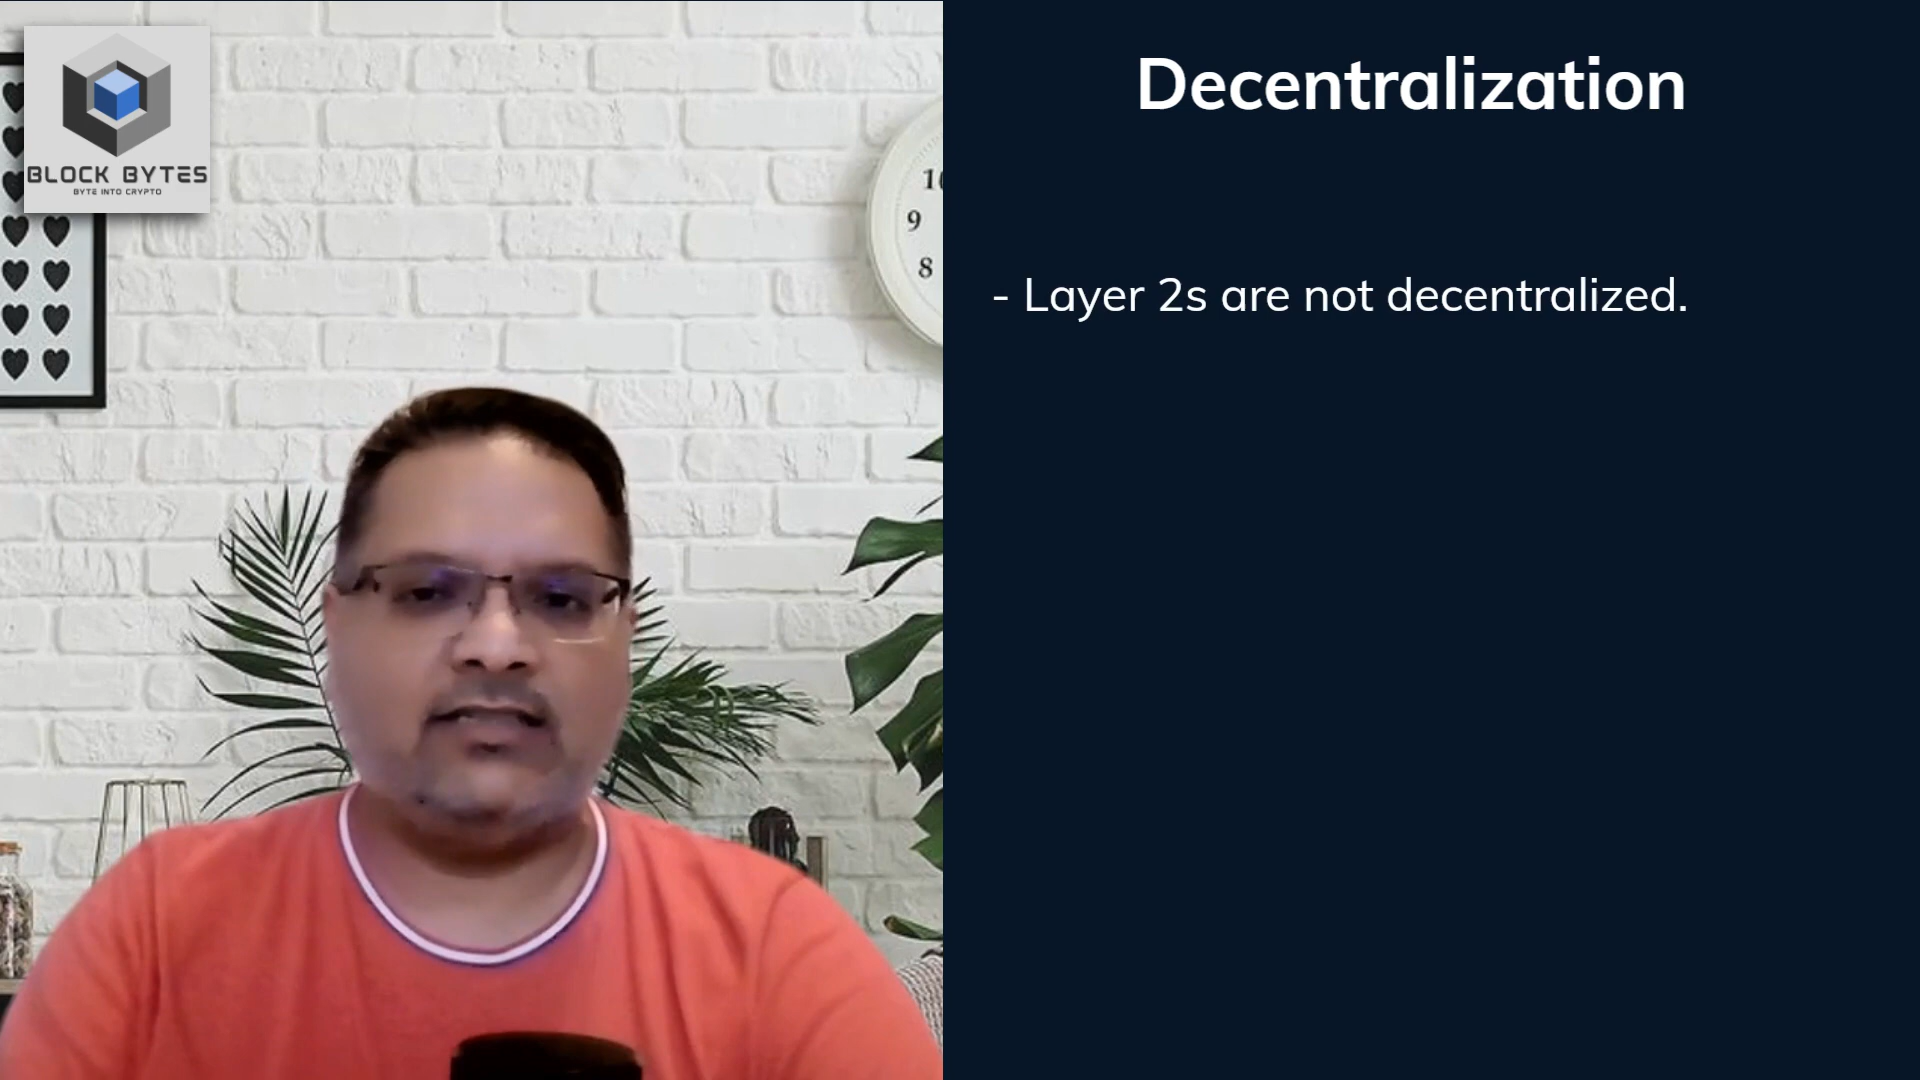 BLOCK BYTES
BYTE INTO CRYPTO
10
9
8
Decentralization
- Layer 2s are not decentralized.